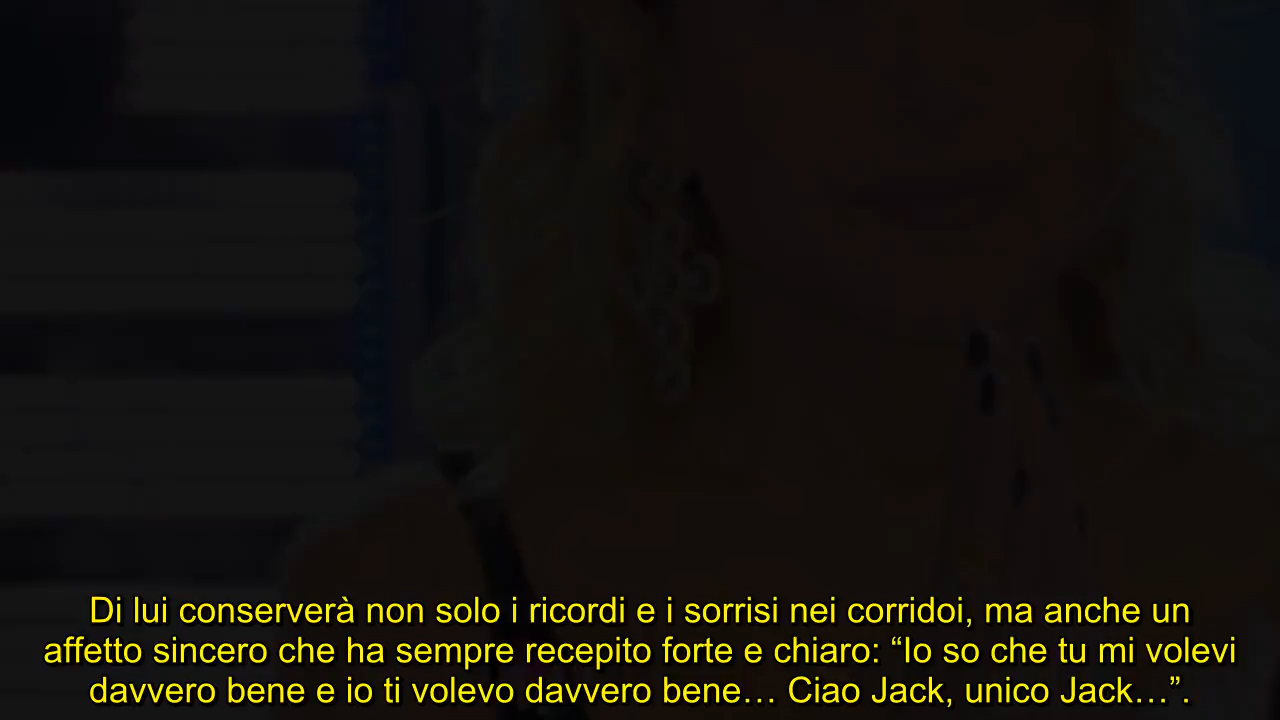 Di lui conserverà non solo i ricordi e i sorrisi nei corridoi, ma anche un
affetto sincero che ha sempre recepito forte e chiaro: “Io so che tu mi volevi
davvero bene e io ti volevo davvero bene… Ciao Jack, unico Jack…”.